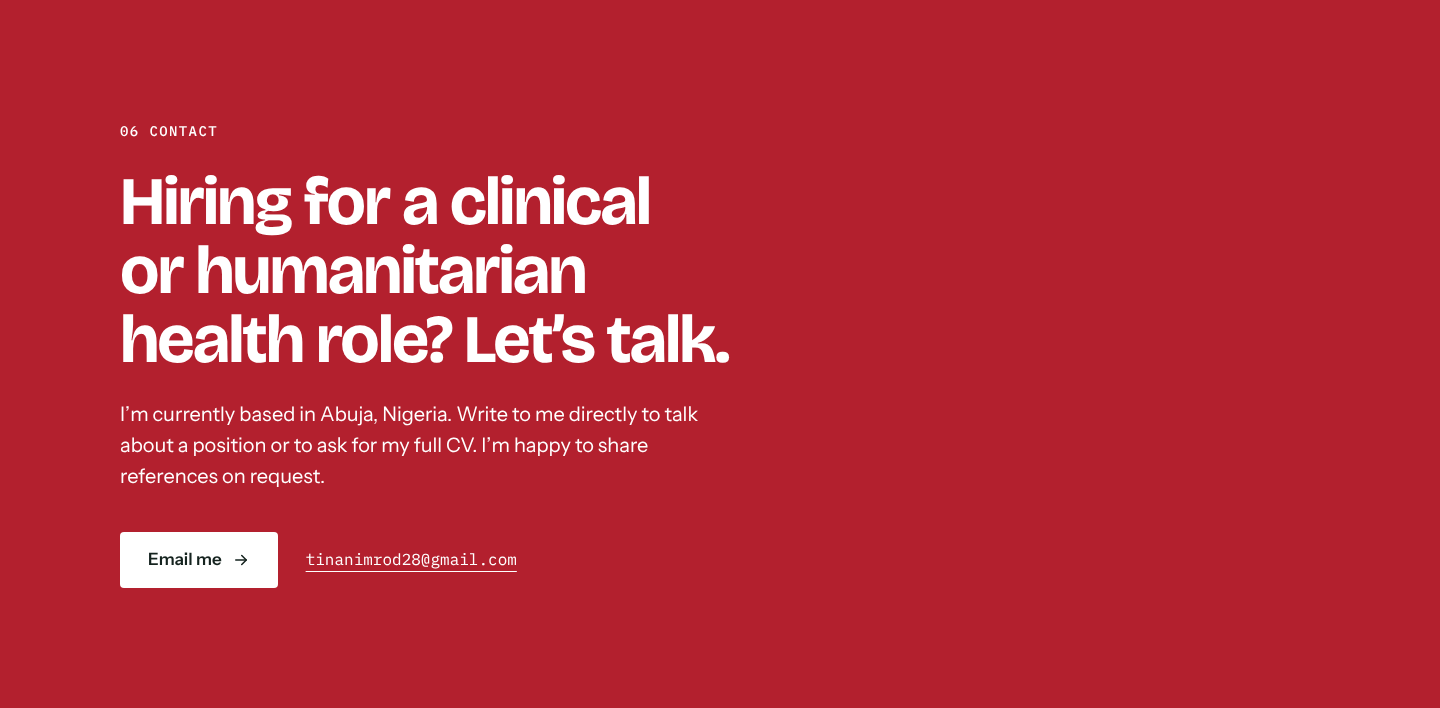 06 CONTACT
Hiring for a clinical
or humanitarian
health role? Let’s talk.
I’m currently based in Abuja, Nigeria. Write to me directly to talk
about a position or to ask for my full CV. I’m happy to share
references on request.
Email me →
tinanimrod28@gmail.com